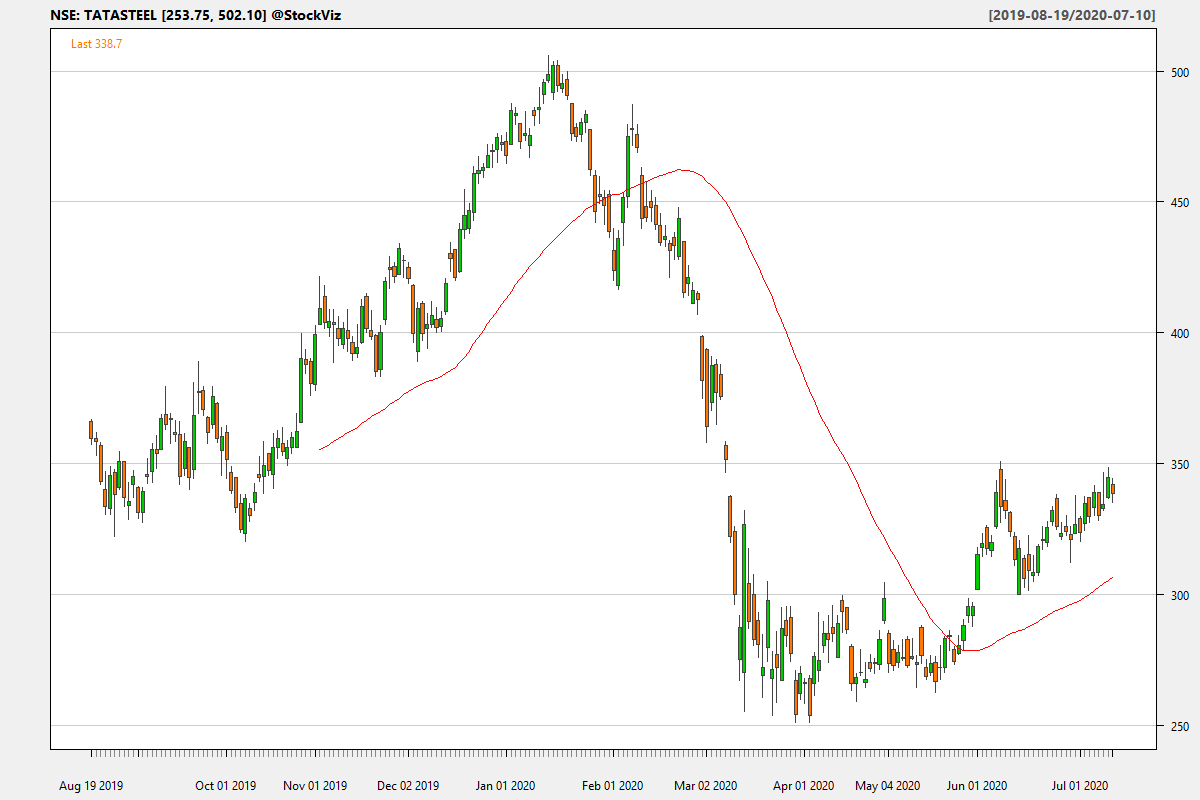 NSE: TATASTEEL [253.75, 502.10] @StockViz [2019-08-19/2020-07-10]
Last 338.7
500
450
400
350
300
250
Aug 19 2019 Oct 01 2019 Nov 01 2019 Dec 02 2019 Jan 01 2020 Feb 01 2020 Mar 02 2020 Apr 01 2020 May 04 2020 Jun 01 2020 Jul 01 2020